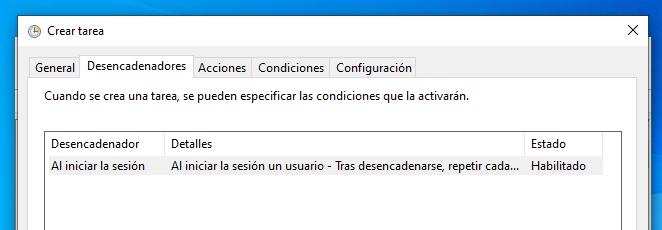 Crear tarea
General Desencadenadores Acciones Condiciones Configuración
Cuando se crea una tarea, se pueden especificar las condiciones que la activarán.
Desencadenador Detalles Estado
Al iniciar la sesión Al iniciar la sesión un usuario - Tras desencadenarse, repetir cada... Habilitado